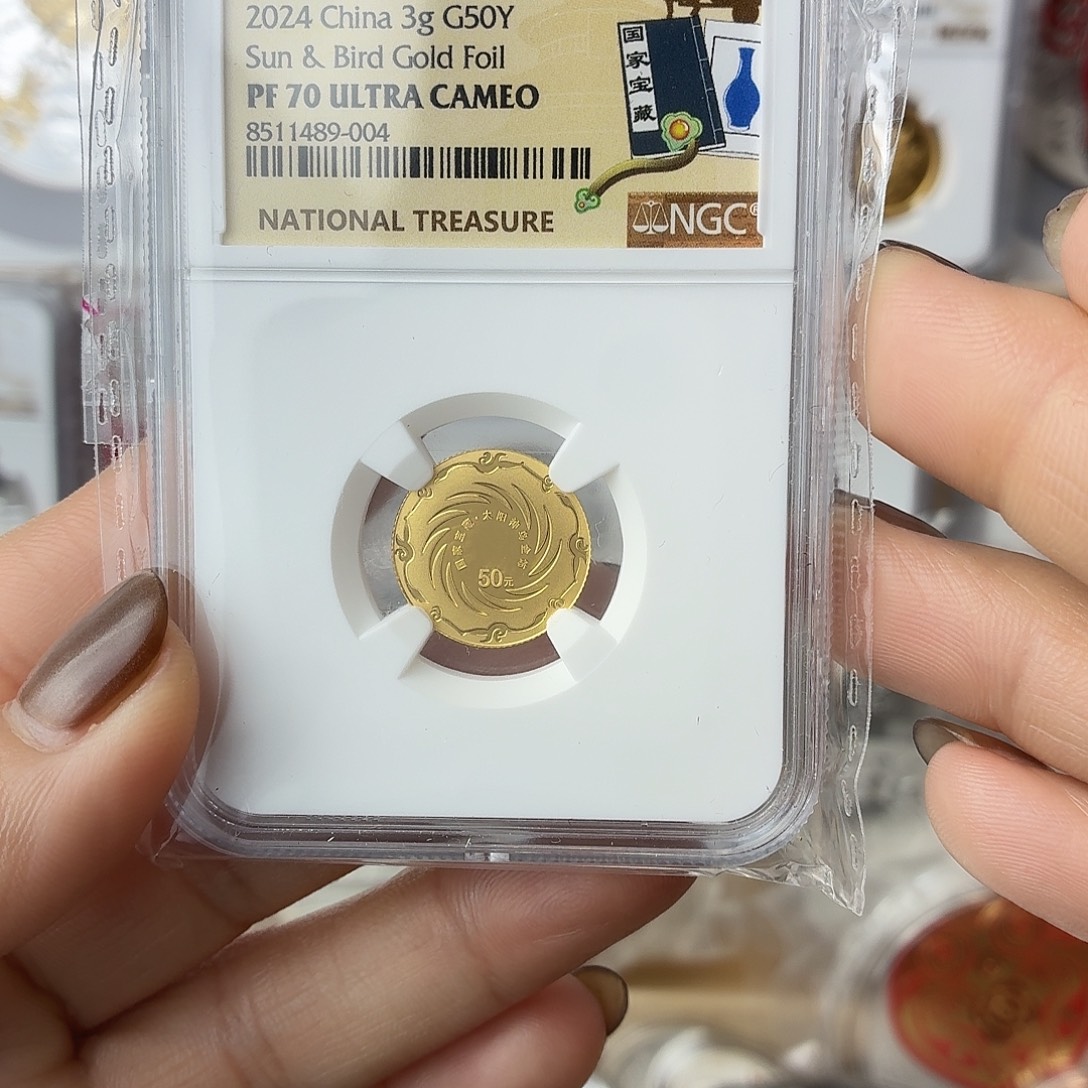 2024 China 3g G50Y
Sun & Bird Gold Foil
PF 70 ULTRA CAMEO
8511489-004
NATIONAL TREASURE
NGC®
国家宝藏
50元